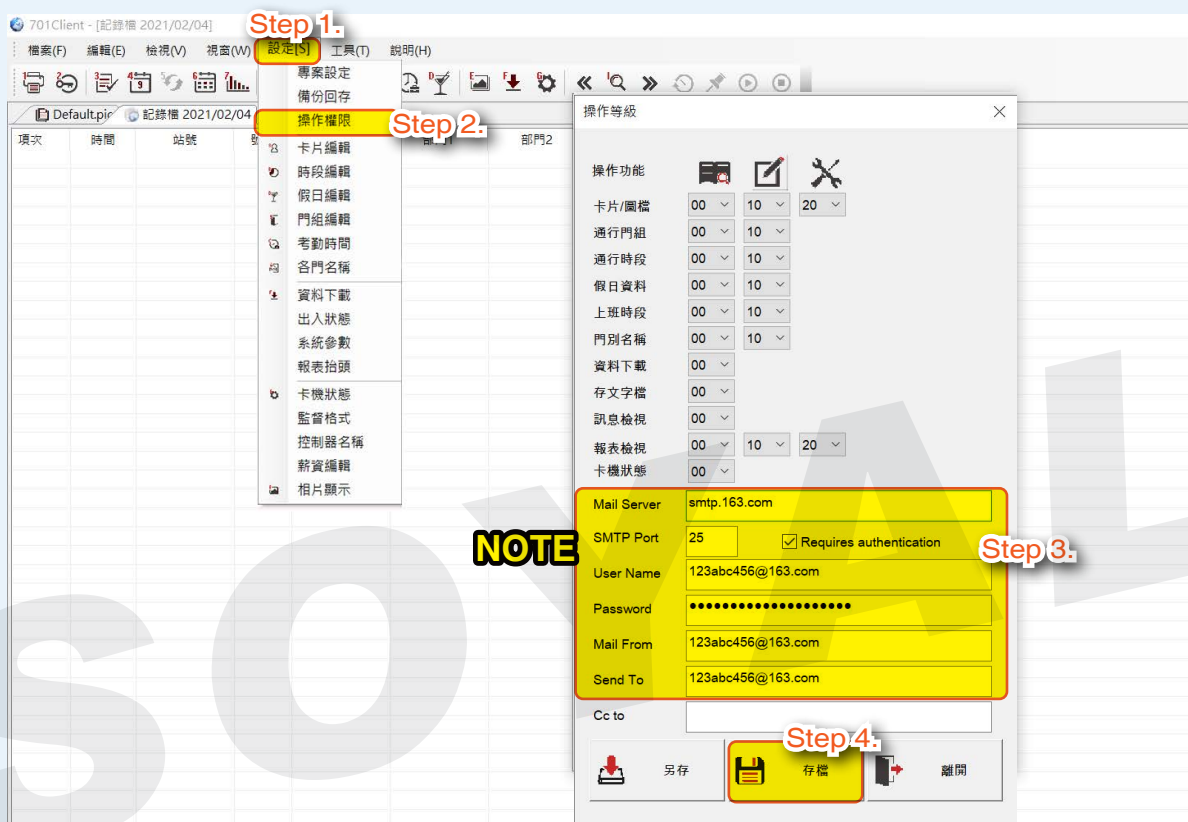 701Client - [記錄檔 2021/02/04]
Step 1.
檔案(F) 編輯(E) 檢視(V) 視窗(W) 設定[S] 工具(T) 說明(H)
Default.pic 記錄檔 2021/02/04
項次 時間 站號 部門1 部門2
專案設定
備份回存
操作權限
Step 2.
卡片編輯
時段編輯
假日編輯
門組編輯
考勤時間
各門名稱
資料下載
出入狀態
系統參數
報表抬頭
卡機狀態
監督格式
控制器名稱
薪資編輯
相片顯示
操作等級
操作功能
卡片/圖檔 00 10 20
通行門組 00 10
通行時段 00 10
假日資料 00 10
上班時段 00 10
門別名稱 00 10
資料下載 00
存文字檔 00
訊息檢視 00
報表檢視 00 10 20
卡機狀態 00
Mail Server smtp.163.com
NOTE
SMTP Port 25 Requires authentication
Step 3.
User Name 123abc456@163.com
Password ••••••••••••••••••••
Mail From 123abc456@163.com
Send To 123abc456@163.com
Cc to
Step 4.
另存 存檔 離開
SOYAL